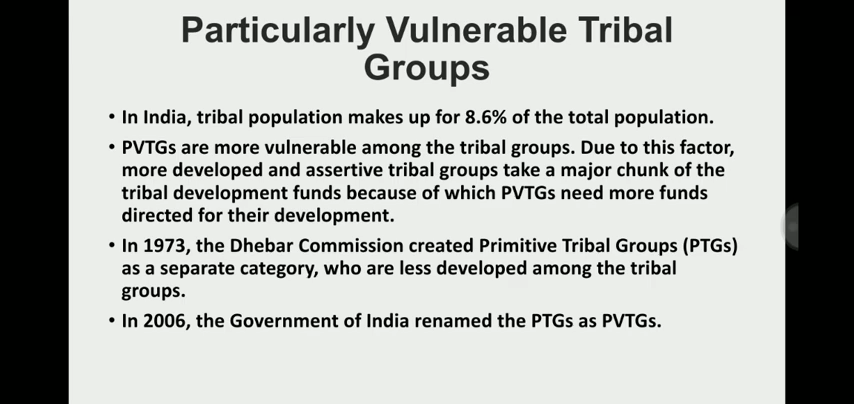 Particularly Vulnerable Tribal
Groups
• In India, tribal population makes up for 8.6% of the total population.
• PVTGs are more vulnerable among the tribal groups. Due to this factor,
more developed and assertive tribal groups take a major chunk of the
tribal development funds because of which PVTGs need more funds
directed for their development.
• In 1973, the Dhebar Commission created Primitive Tribal Groups (PTGs)
as a separate category, who are less developed among the tribal
groups.
• In 2006, the Government of India renamed the PTGs as PVTGs.